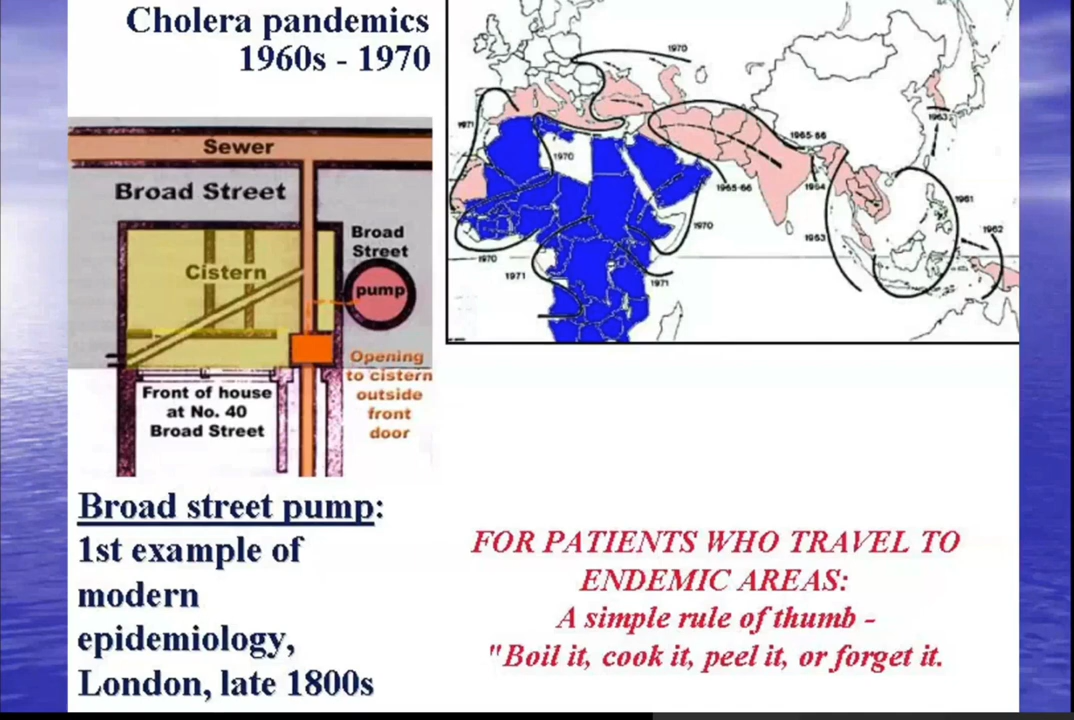 Cholera pandemics
1960s - 1970
Sewer
Broad Street
Broad
Street
Cistern
pump
Opening
to cistern
outside
front
door
Front of house
at No. 40
Broad Street
1970
1971
1970
1965-66
1965-66
1964
1963
1963
1961
1962
1970
1970
1971
1971
Broad street pump:
1st example of
modern
epidemiology,
London, late 1800s
FOR PATIENTS WHO TRAVEL TO
ENDEMIC AREAS:
A simple rule of thumb -
"Boil it, cook it, peel it, or forget it.